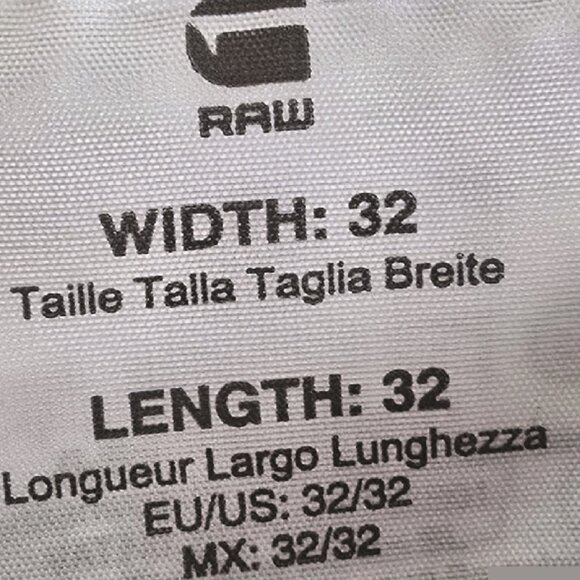 RAW
WIDTH: 32
Taille Talla Taglia Breite
LENGTH: 32
Longueur Largo Lunghezza
EU/US: 32/32
MX: 32/32